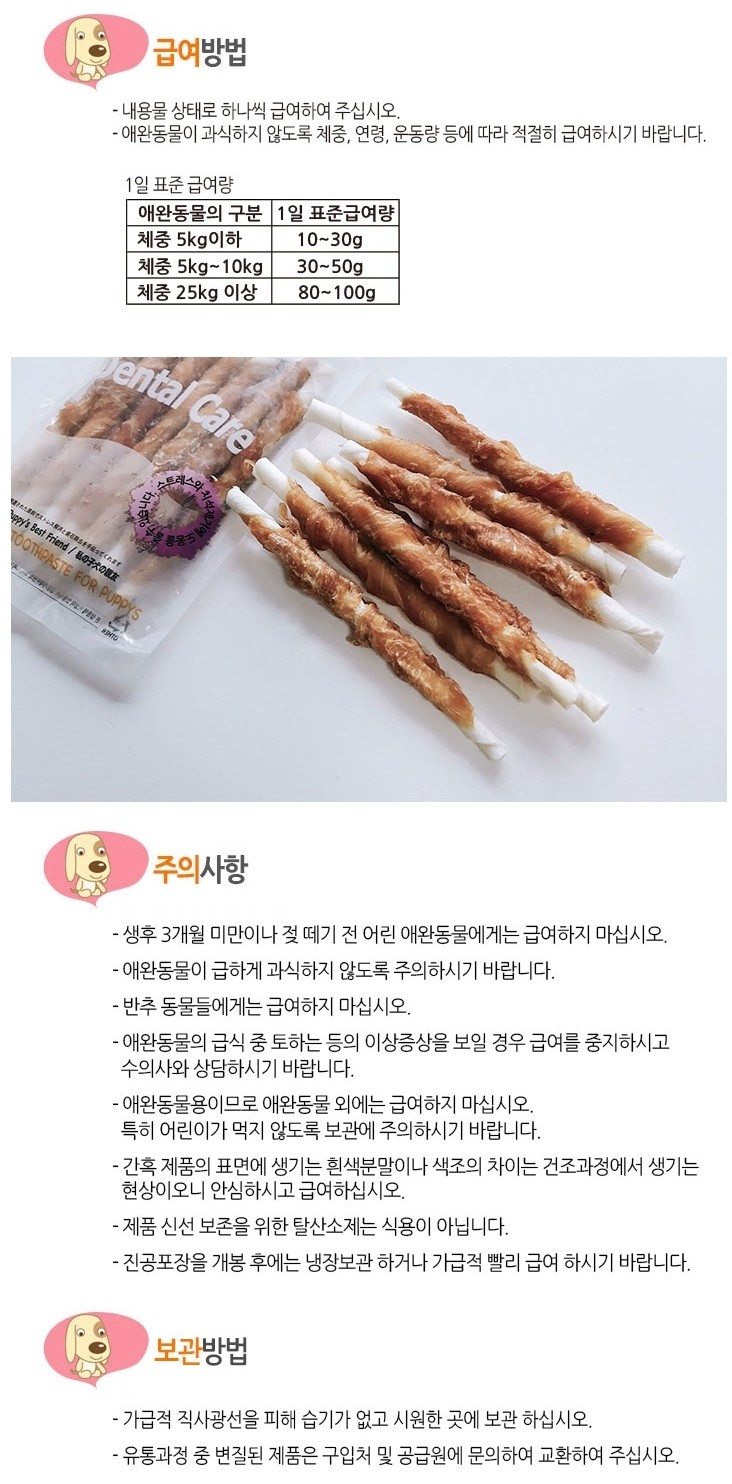 급여방법
- 내용물 상태로 하나씩 급여하여 주십시오.
- 애완동물이 과식하지 않도록 체중, 연령, 운동량 등에 따라 적절히 급여하시기 바랍니다.
1일 표준 급여량
애완동물의 구분 1일 표준급여량
체중 5kg이하 10~30g
체중 5kg~10kg 30~50g
체중 25kg 이상 80~100g
Dental Care
스트레스와 치석제거에 도움을
Puppy's Best Friend / 私の子犬の親友
TOOTHPASTE FOR PUPPYS
주의사항
- 생후 3개월 미만이나 젖 떼기 전 어린 애완동물에게는 급여하지 마십시오.
- 애완동물이 급하게 과식하지 않도록 주의하시기 바랍니다.
- 반추 동물들에게는 급여하지 마십시오.
- 애완동물의 급식 중 토하는 등의 이상증상을 보일 경우 급여를 중지하시고
수의사와 상담하시기 바랍니다.
- 애완동물용이므로 애완동물 외에는 급여하지 마십시오.
특히 어린이가 먹지 않도록 보관에 주의하시기 바랍니다.
- 간혹 제품의 표면에 생기는 흰색분말이나 색조의 차이는 건조과정에서 생기는
현상이오니 안심하시고 급여하십시오.
- 제품 신선 보존을 위한 탈산소제는 식용이 아닙니다.
- 진공포장을 개봉 후에는 냉장보관 하거나 가급적 빨리 급여 하시기 바랍니다.
보관방법
- 가급적 직사광선을 피해 습기가 없고 시원한 곳에 보관 하십시오.
- 유통과정 중 변질된 제품은 구입처 및 공급원에 문의하여 교환하여 주십시오.